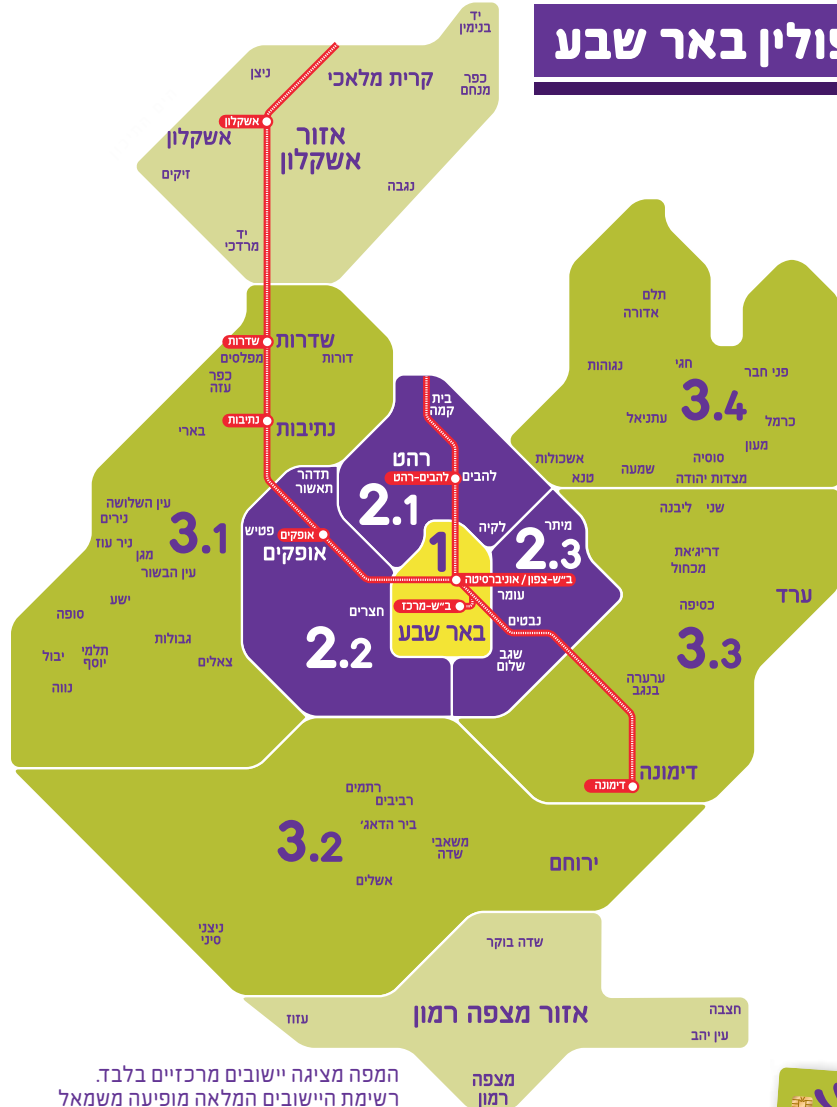 באר שבע
יד
בנימין
ניצן
קרית מלאכי
כפר
מנחם
אשקלון
אשקלון
אזור
אשקלון
זיקים
נגבה
יד
מרדכי
תלם
אדורה
שדרות
שדרות
מפלסים
דורות
כפר
עזה
נגוהות
חגי
פני חבר
3.4
עתניאל
כרמל
מעון
סוסיה
אשכולות
שמעה
מצדות יהודה
טנא
בית
קמה
נתיבות
נתיבות
בארי
רהט
להבים
להבים-רהט
2.1
תדהר
תאשור
לקיה
עין השלושה
נירים
3.1
ניר עוז
מגן
עין הבשור
פטיש
אופקים
אופקים
1
מיתר
2.3
שני
ליבנה
דריג'את
מכחול
ערד
כסיפה
3.3
ב״ש-צפון / אוניברסיטה
עומר
ב״ש-מרכז
באר שבע
חצרים
2.2
נבטים
שגב
שלום
ישע
סופה
גבולות
תלמי
יוסף
יבול
צאלים
נווה
ערערה
בנגב
דימונה
דימונה
רתמים
רביבים
ביר הדאג'
3.2
משאבי
שדה
ירוחם
אשלים
ניצני
סיני
שדה בוקר
אזור מצפה רמון
עזוז
חצבה
עין יהב
מצפה
רמון
המפה מציגה יישובים מרכזיים בלבד.
רשימת היישובים המלאה מופיעה משמאל